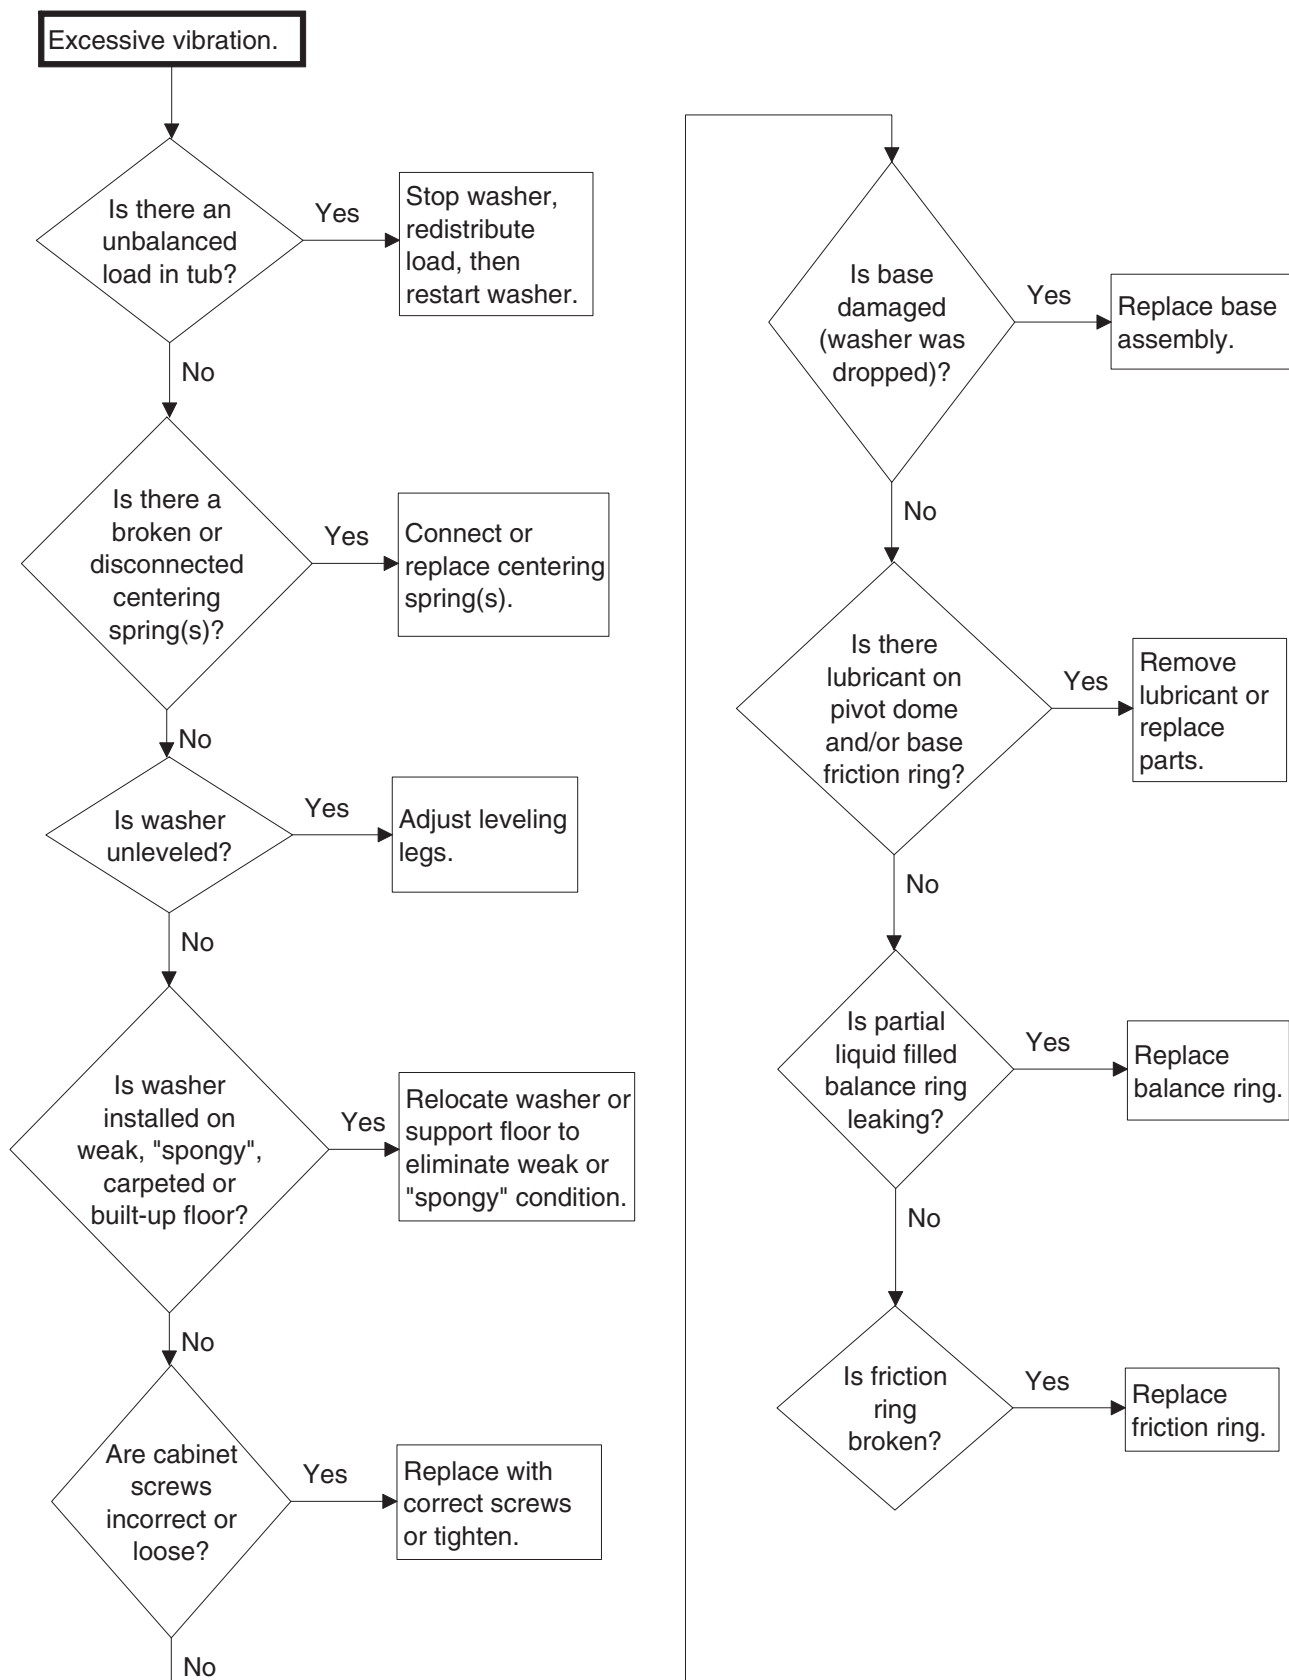 Excessive vibration.
Is there an
unbalanced
load in tub?
Yes
Stop washer,
redistribute
load, then
restart washer.
No
Is there a
broken or
disconnected
centering
spring(s)?
Yes
Connect or
replace centering
spring(s).
No
Is washer
unleveled?
Yes
Adjust leveling
legs.
No
Is washer
installed on
weak, "spongy",
carpeted or
built-up floor?
Yes
Relocate washer or
support floor to
eliminate weak or
"spongy" condition.
No
Are cabinet
screws
incorrect or
loose?
Yes
Replace with
correct screws
or tighten.
No
Is base
damaged
(washer was
dropped)?
Yes
Replace base
assembly.
No
Is there
lubricant on
pivot dome
and/or base
friction ring?
Yes
Remove
lubricant or
replace
parts.
No
Is partial
liquid filled
balance ring
leaking?
Yes
Replace
balance ring.
No
Is friction
ring
broken?
Yes
Replace
friction ring.